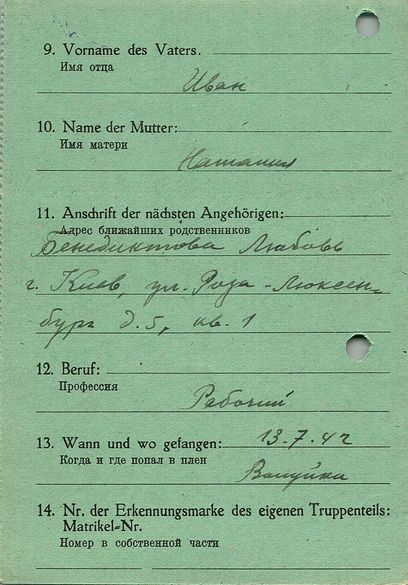 9. Vorname des Vaters.
Имя отца
Иван
10. Name der Mutter:
Имя матери
Наталия
11. Anschrift der nächsten Angehörigen:
Адрес ближайших родственников
Бенедиктова Любовь
г. Киев, ул. Роза-Люксен-
бург д. 5, кв. 1
12. Beruf:
Профессия
Рабочий
13. Wann und wo gefangen: 13.7.42
Когда и где попал в плен
Валуйки
14. Nr. der Erkennungsmarke des eigenen Truppenteils:
Matrikel-Nr.
Номер в собственной части